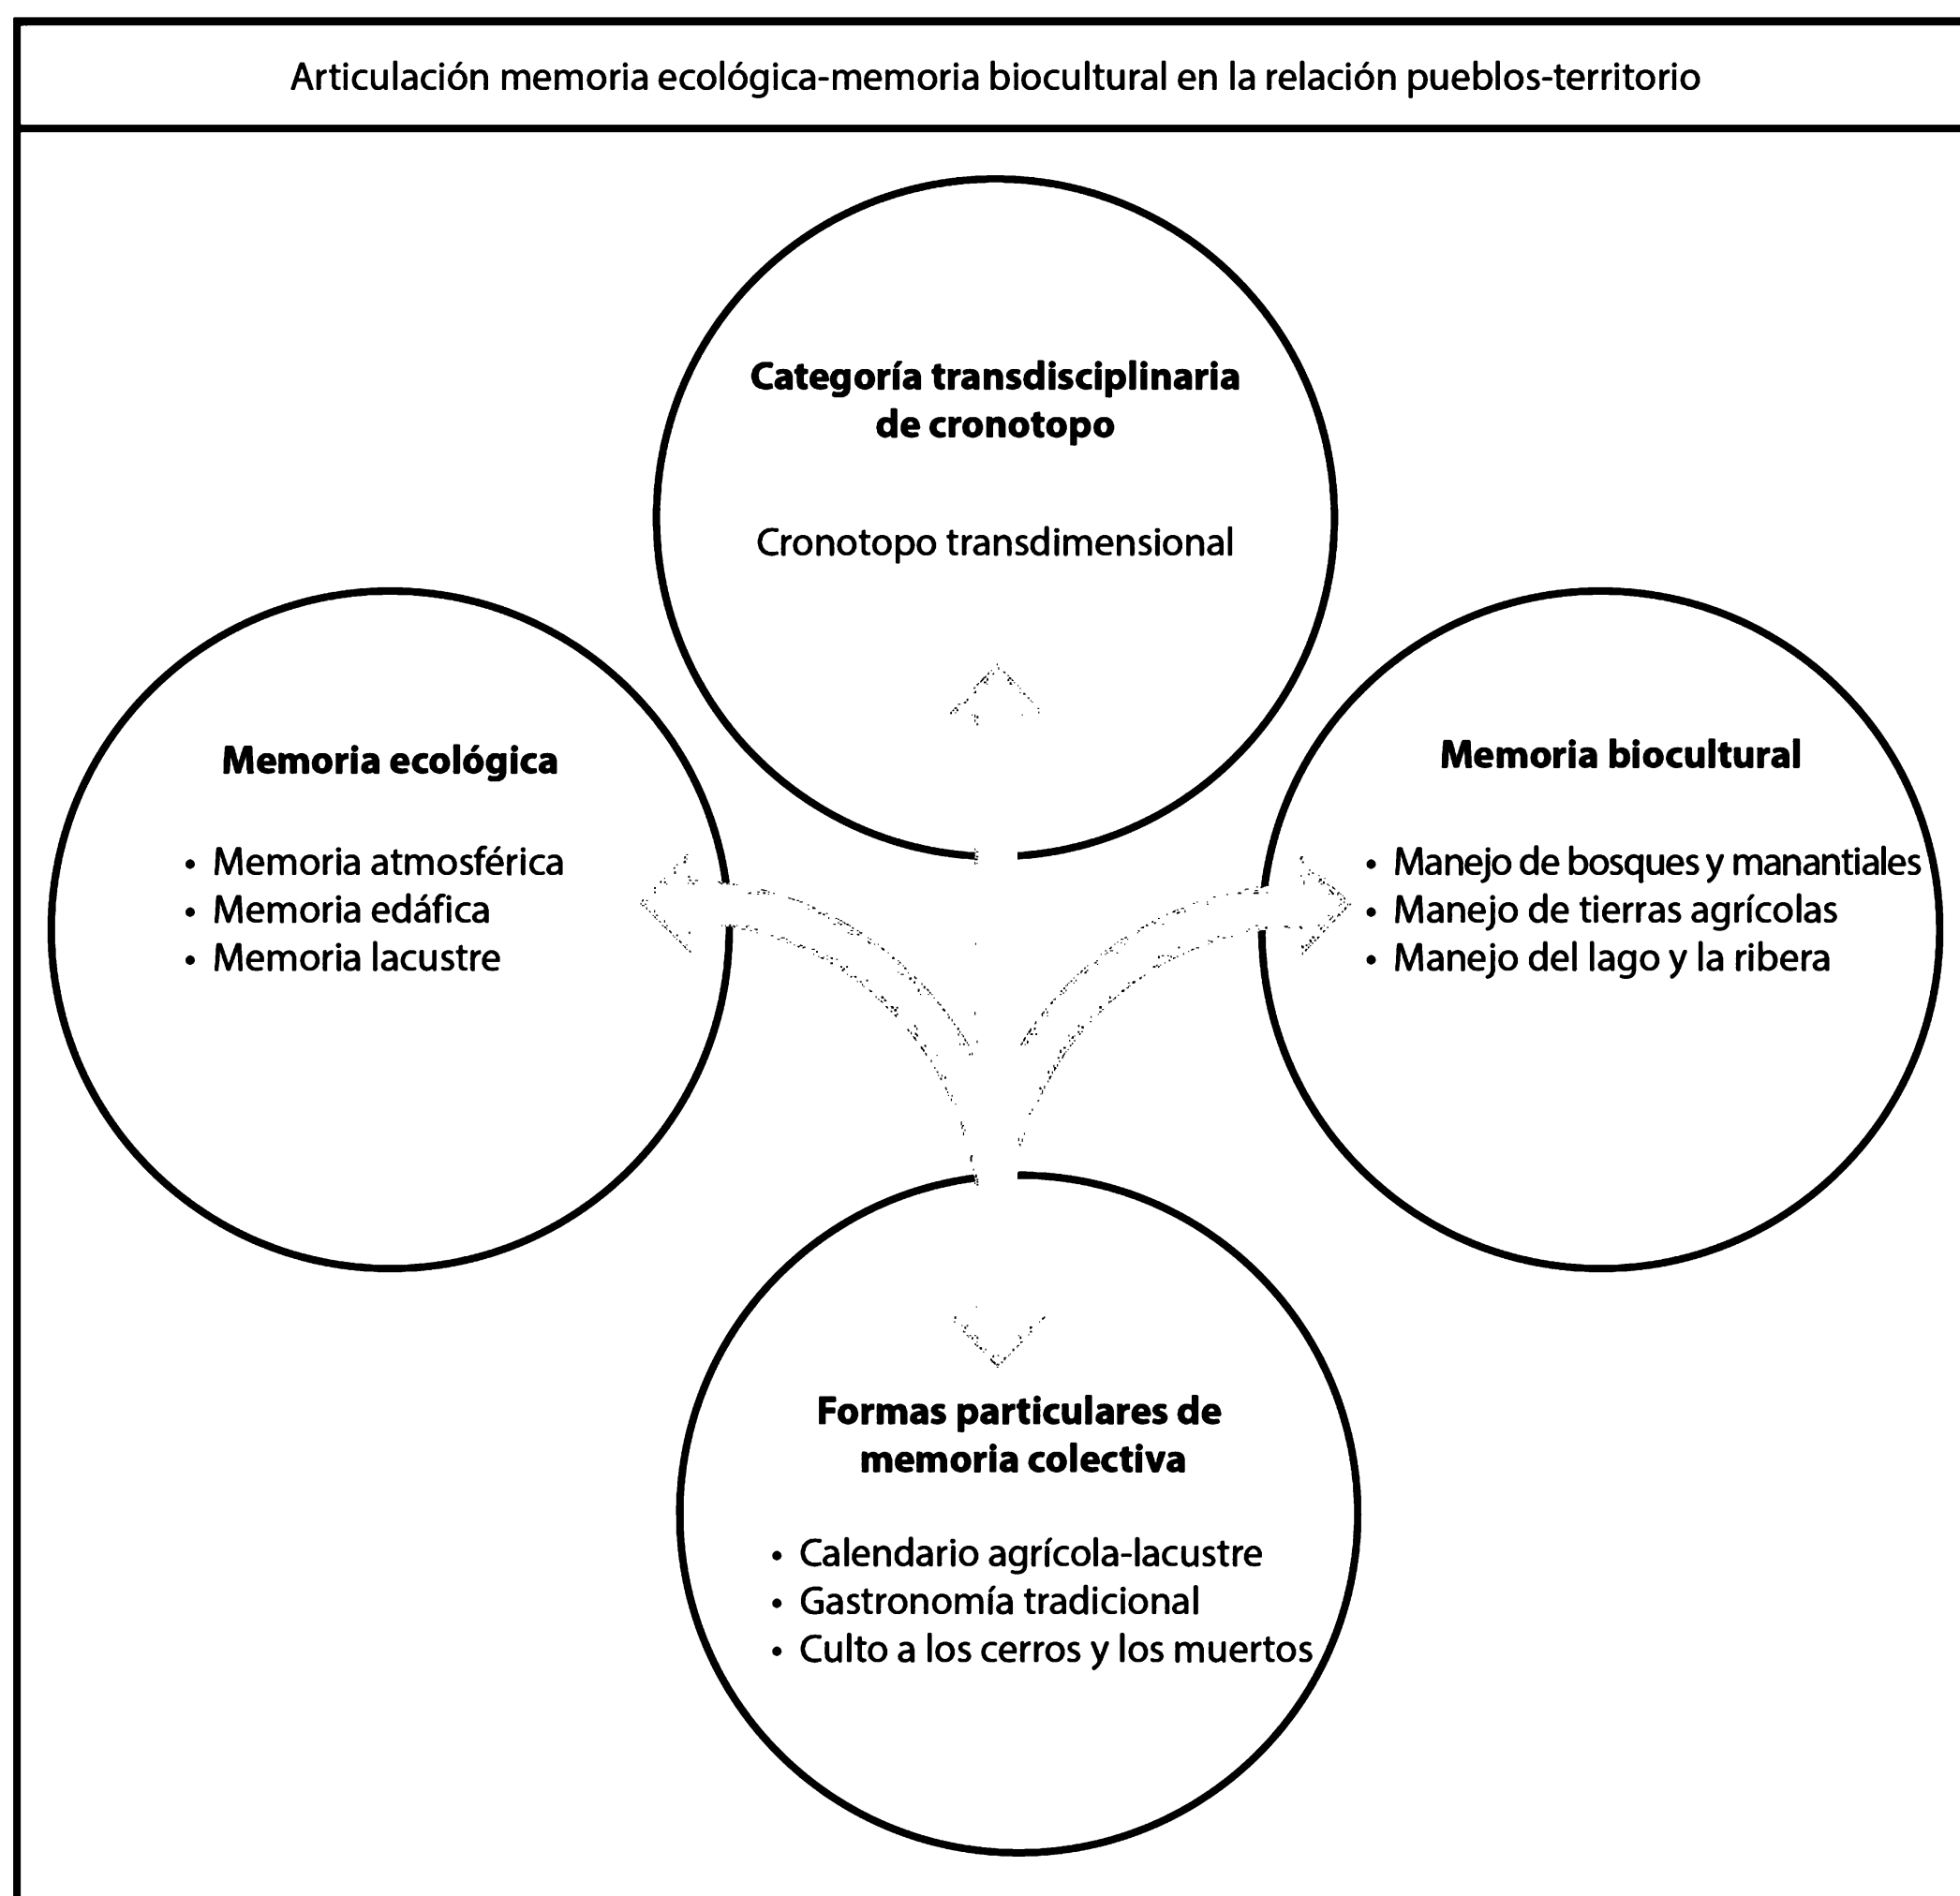 Articulación memoria ecológica-memoria biocultural en la relación pueblos-territorio
Categoría transdisciplinaria
de cronotopo
Cronotopo transdimensional
Memoria ecológica
• Memoria atmosférica
• Memoria edáfica
• Memoria lacustre
Memoria biocultural
• Manejo de bosques y manantiales
• Manejo de tierras agrícolas
• Manejo del lago y la ribera
Formas particulares de
memoria colectiva
• Calendario agrícola-lacustre
• Gastronomía tradicional
• Culto a los cerros y los muertos